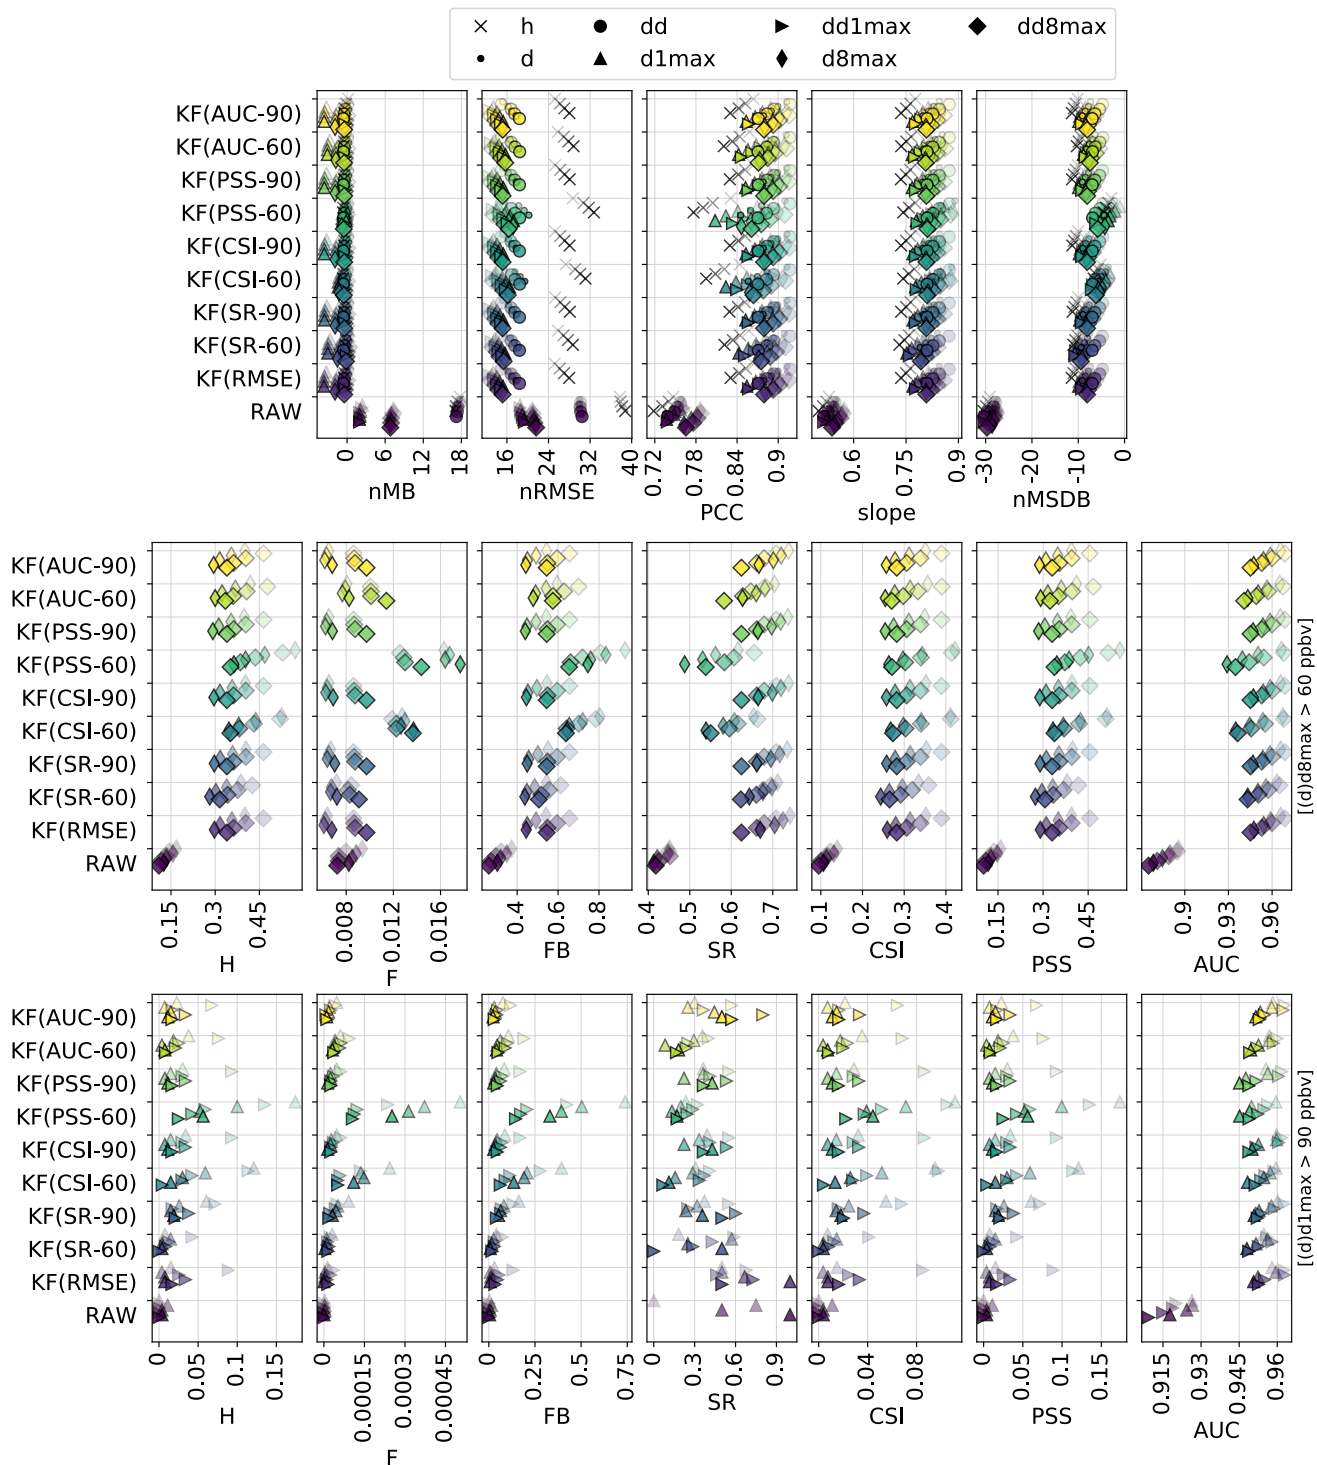 h dd dd1max dd8max
d d1max d8max
KF(AUC-90)
KF(AUC-60)
KF(PSS-90)
KF(PSS-60)
KF(CSI-90)
KF(CSI-60)
KF(SR-90)
KF(SR-60)
KF(RMSE)
RAW
0 6 12 18 16 24 32 40 0.72 0.78 0.84 0.9 0.6 0.75 0.9 -30 -20 -10 0
nMB nRMSE PCC slope nMSDB
KF(AUC-90)
KF(AUC-60)
KF(PSS-90)
KF(PSS-60)
KF(CSI-90)
KF(CSI-60)
KF(SR-90)
KF(SR-60)
KF(RMSE)
RAW
[(d)d8max > 60 ppbv]
0.15 0.3 0.45 0.008 0.012 0.016 0.4 0.6 0.8 0.4 0.5 0.6 0.7 0.1 0.2 0.3 0.4 0.15 0.3 0.45 0.9 0.93 0.96
H F FB SR CSI PSS AUC
KF(AUC-90)
KF(AUC-60)
KF(PSS-90)
KF(PSS-60)
KF(CSI-90)
KF(CSI-60)
KF(SR-90)
KF(SR-60)
KF(RMSE)
RAW
[(d)d1max > 90 ppbv]
0 0.05 0.1 0.15 0 0.00015 0.0003 0.00045 0 0.25 0.5 0.75 0 0.3 0.6 0.9 0 0.04 0.08 0 0.05 0.1 0.15 0.915 0.93 0.945 0.96
H F FB SR CSI PSS AUC